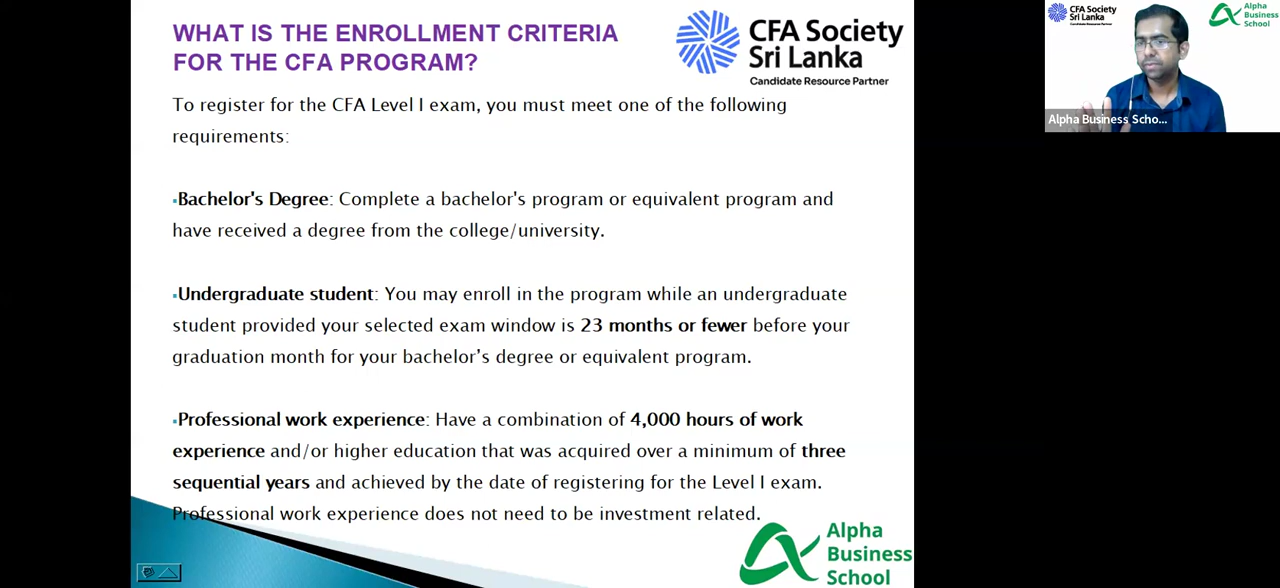 WHAT IS THE ENROLLMENT CRITERIA
FOR THE CFA PROGRAM?
CFA Society
Sri Lanka
Candidate Resource Partner
To register for the CFA Level I exam, you must meet one of the following
requirements:
▪Bachelor's Degree: Complete a bachelor's program or equivalent program and
have received a degree from the college/university.
▪Undergraduate student: You may enroll in the program while an undergraduate
student provided your selected exam window is 23 months or fewer before your
graduation month for your bachelor’s degree or equivalent program.
▪Professional work experience: Have a combination of 4,000 hours of work
experience and/or higher education that was acquired over a minimum of three
sequential years and achieved by the date of registering for the Level I exam.
Professional work experience does not need to be investment related.
Alpha
Business
School
CFA Society
Sri Lanka
Candidate Resource Partner
Alpha
Business
School
Alpha Business Scho...